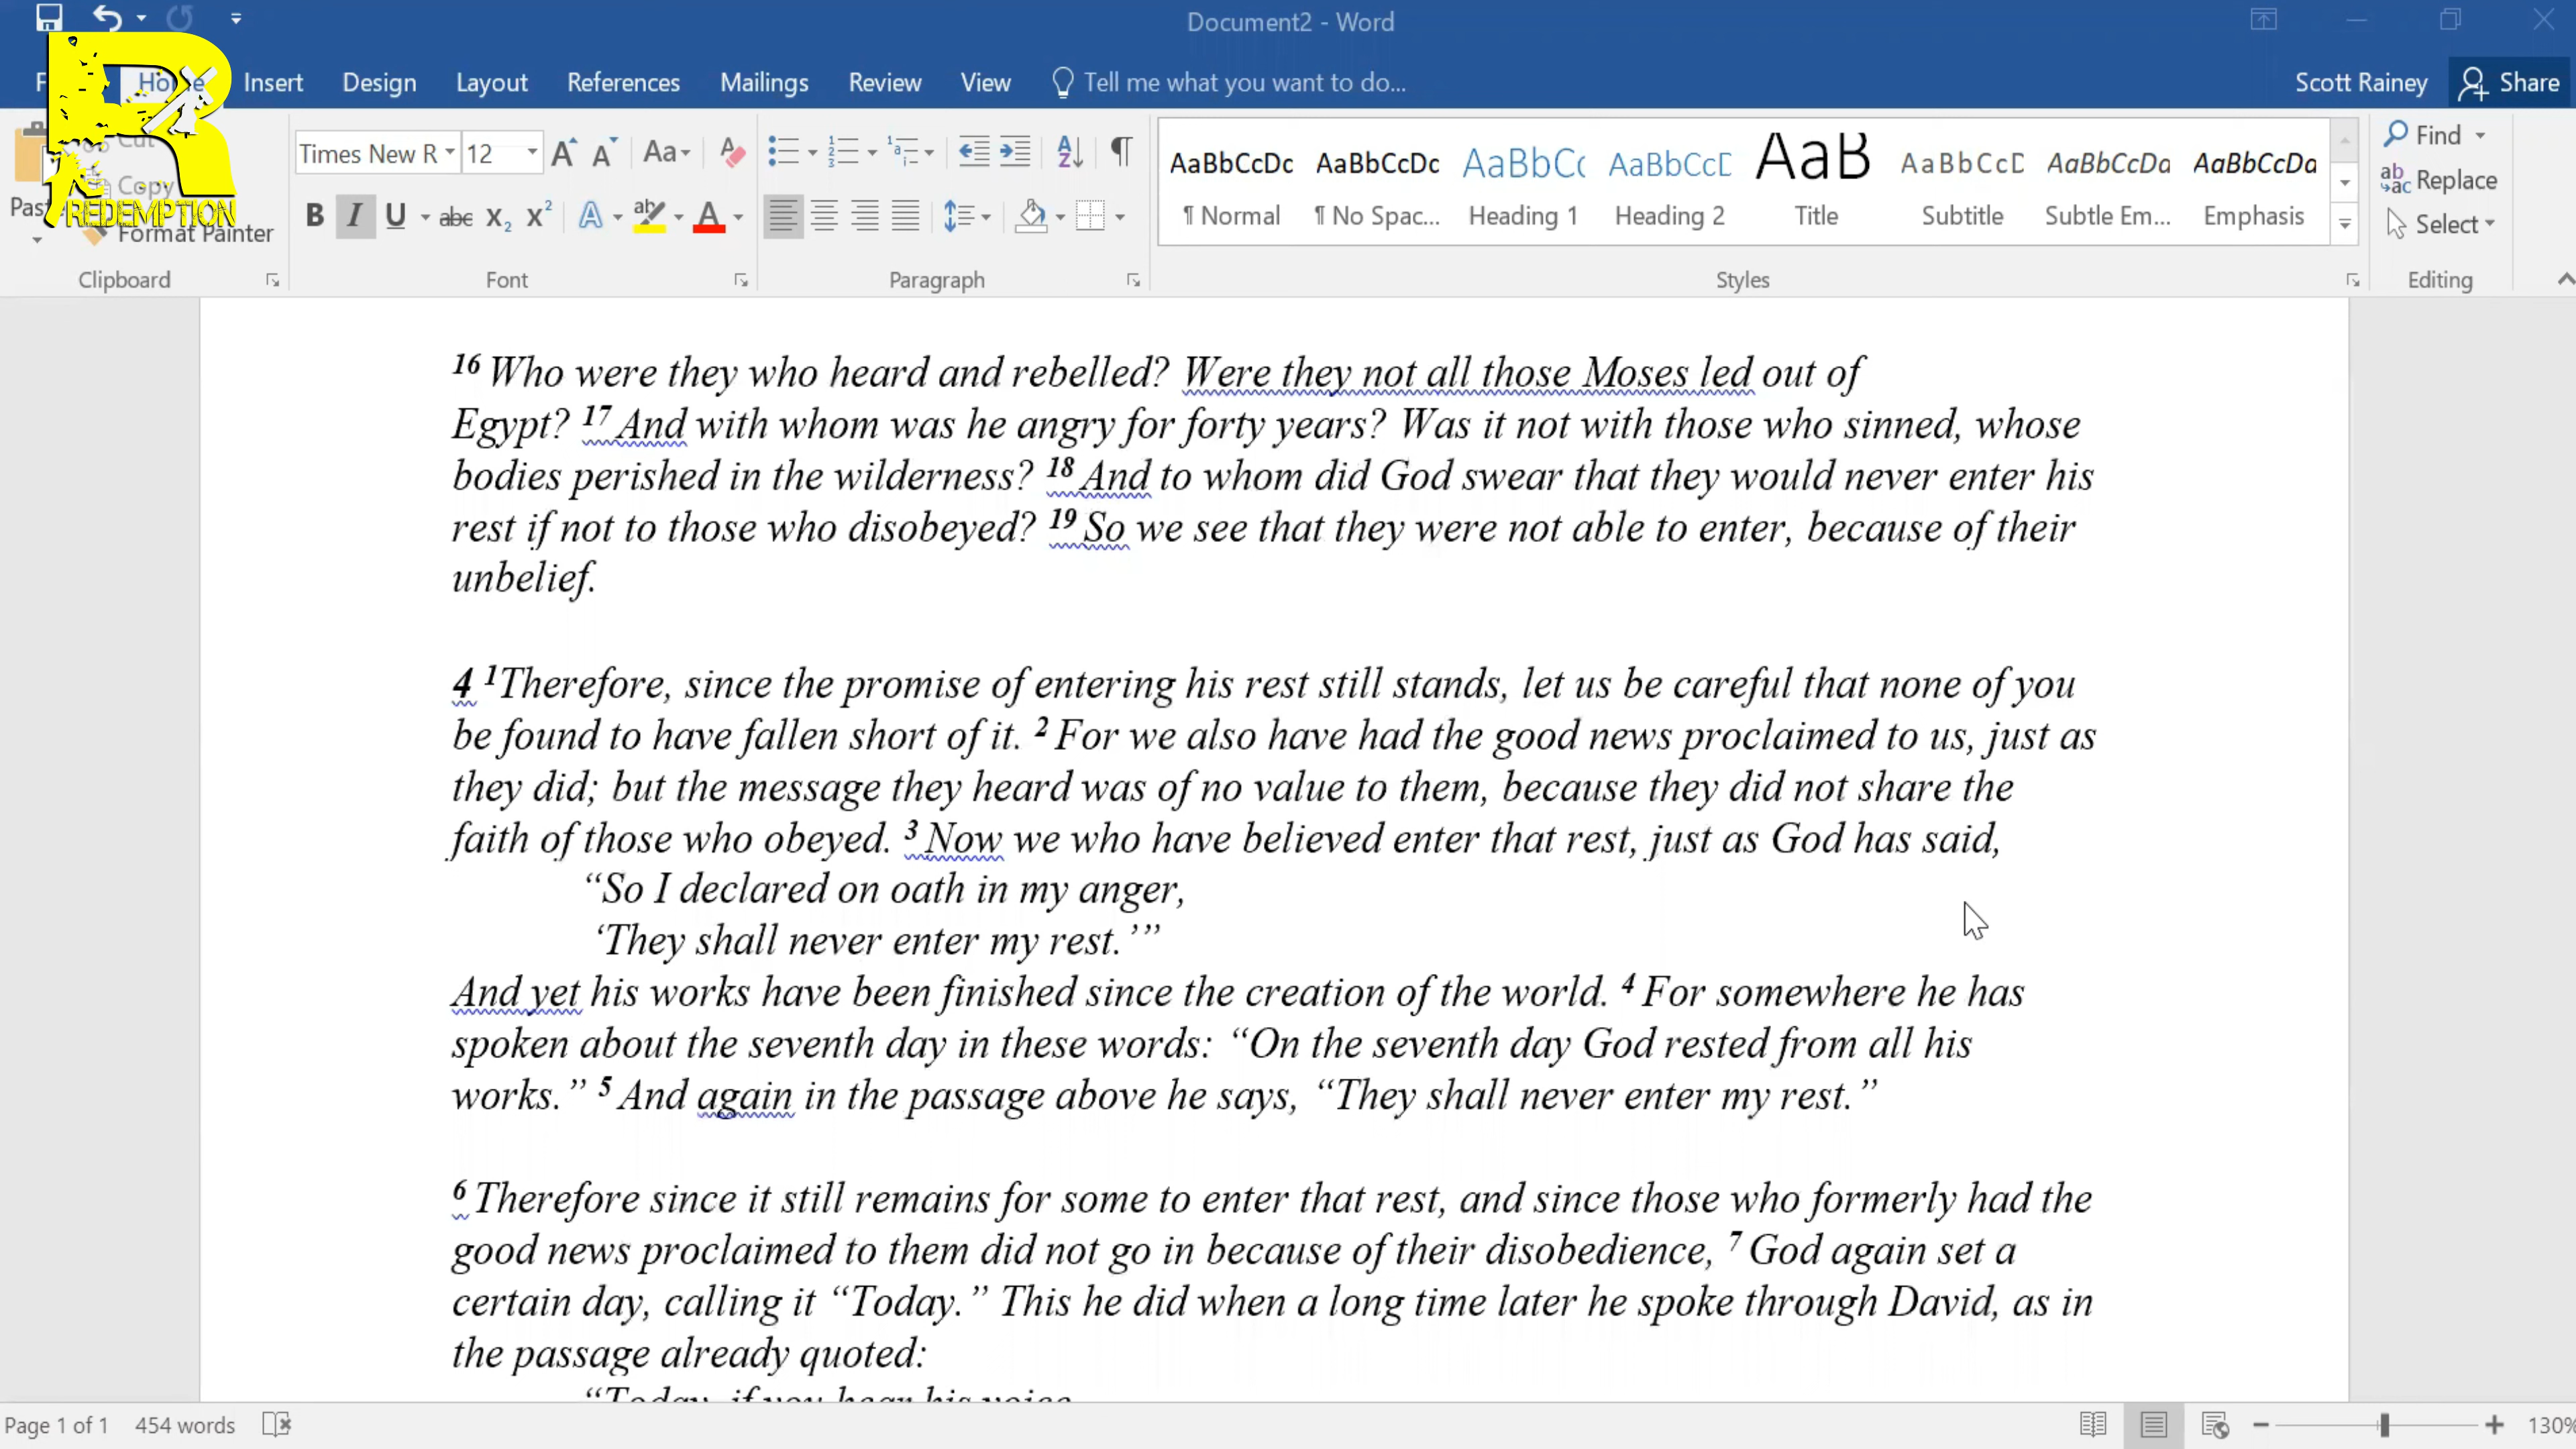 Document2 - Word
Home Insert Design Layout References Mailings Review View Tell me what you want to do... Scott Rainey Share
REDEMPTION
Cut
Copy
Format Painter
Clipboard
Times New R 12
Font
Paragraph
AaBbCcDc AaBbCcDc AaBbCc AaBbCcD AaB AaBbCcD AaBbCcDa AaBbCcDa
¶ Normal ¶ No Spac... Heading 1 Heading 2 Title Subtitle Subtle Em... Emphasis
Styles
Find
Replace
Select
Editing
16 Who were they who heard and rebelled? Were they not all those Moses led out of
Egypt? 17 And with whom was he angry for forty years? Was it not with those who sinned, whose
bodies perished in the wilderness? 18 And to whom did God swear that they would never enter his
rest if not to those who disobeyed? 19 So we see that they were not able to enter, because of their
unbelief.
4 1Therefore, since the promise of entering his rest still stands, let us be careful that none of you
be found to have fallen short of it. 2 For we also have had the good news proclaimed to us, just as
they did; but the message they heard was of no value to them, because they did not share the
faith of those who obeyed. 3 Now we who have believed enter that rest, just as God has said,
“So I declared on oath in my anger,
‘They shall never enter my rest.’”
And yet his works have been finished since the creation of the world. 4 For somewhere he has
spoken about the seventh day in these words: “On the seventh day God rested from all his
works.” 5 And again in the passage above he says, “They shall never enter my rest.”
6 Therefore since it still remains for some to enter that rest, and since those who formerly had the
good news proclaimed to them did not go in because of their disobedience, 7 God again set a
certain day, calling it “Today.” This he did when a long time later he spoke through David, as in
the passage already quoted:
“Today, if you hear his voice
Page 1 of 1 454 words 130%